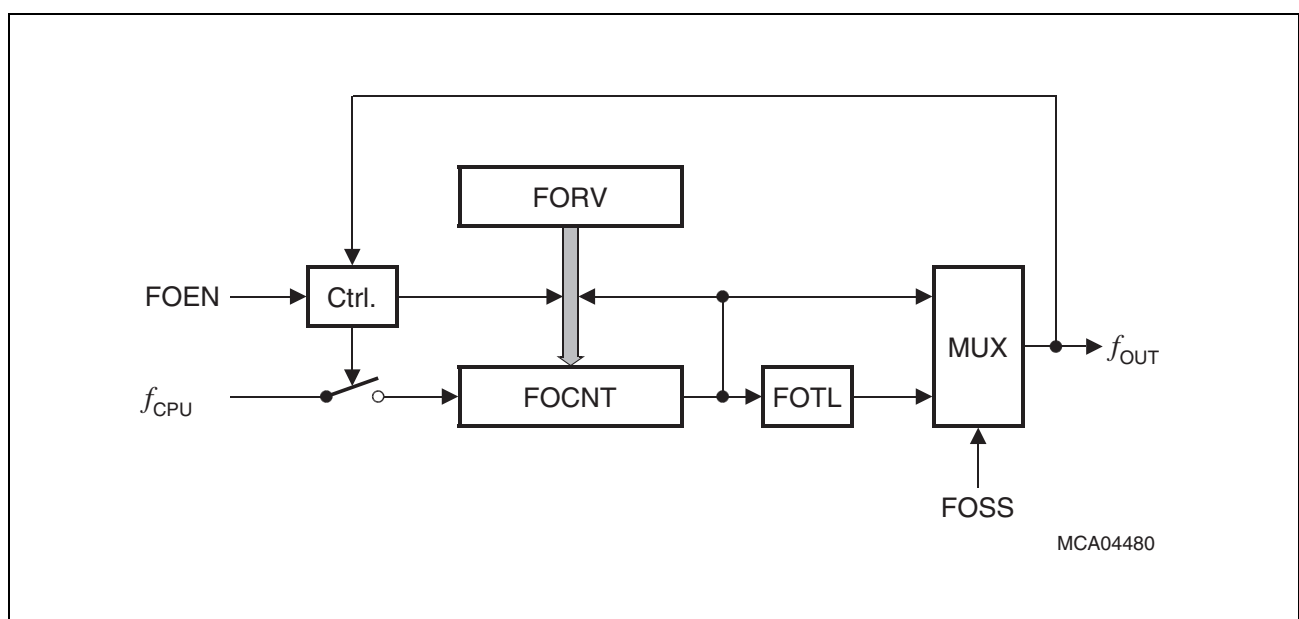 FORV
FOEN
Ctrl.
MUX
fOUT
fCPU
FOCNT
FOTL
FOSS
MCA04480